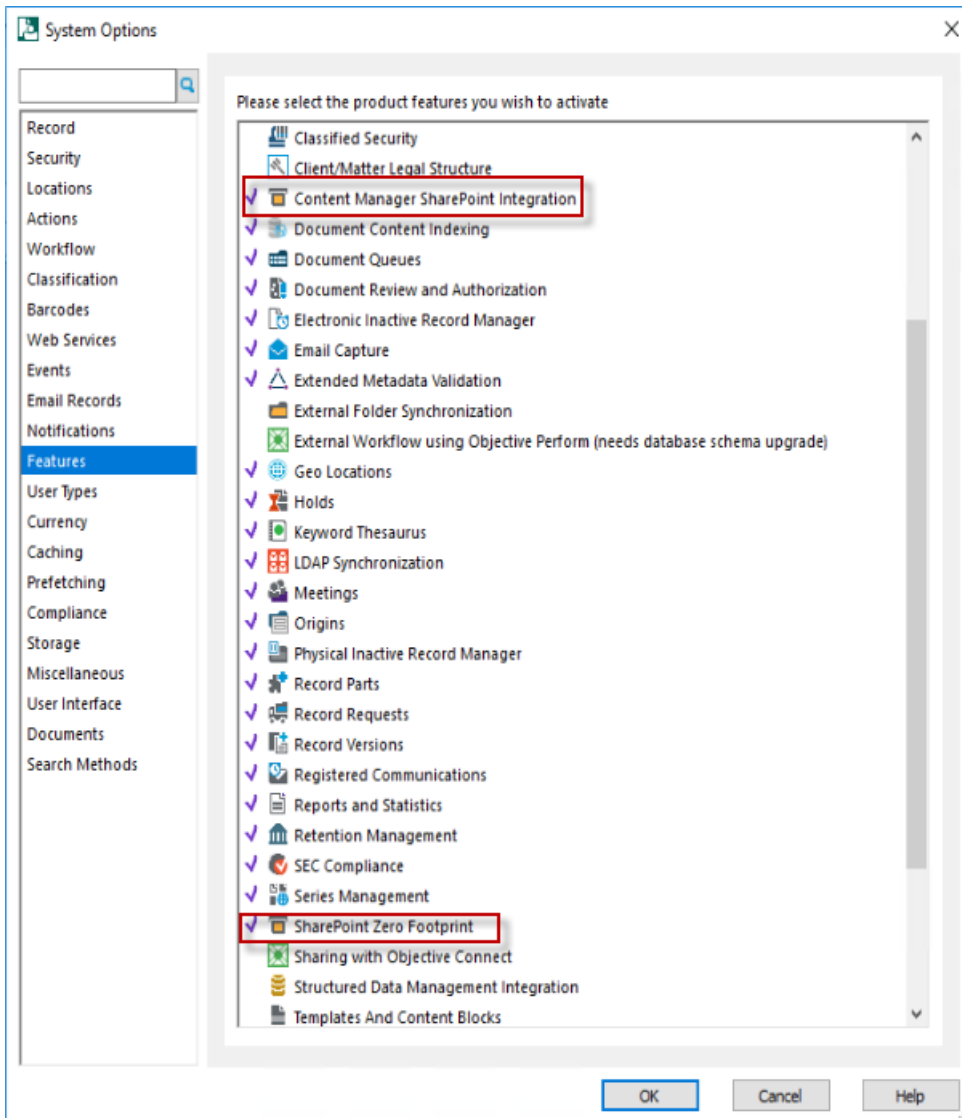 System Options
Record
Security
Locations
Actions
Workflow
Classification
Barcodes
Web Services
Events
Email Records
Notifications
Features
User Types
Currency
Caching
Prefetching
Compliance
Storage
Miscellaneous
User Interface
Documents
Search Methods
Please select the product features you wish to activate
Classified Security
Client/Matter Legal Structure
Content Manager SharePoint Integration
Document Content Indexing
Document Queues
Document Review and Authorization
Electronic Inactive Record Manager
Email Capture
Extended Metadata Validation
External Folder Synchronization
External Workflow using Objective Perform (needs database schema upgrade)
Geo Locations
Holds
Keyword Thesaurus
LDAP Synchronization
Meetings
Origins
Physical Inactive Record Manager
Record Parts
Record Requests
Record Versions
Registered Communications
Reports and Statistics
Retention Management
SEC Compliance
Series Management
SharePoint Zero Footprint
Sharing with Objective Connect
Structured Data Management Integration
Templates And Content Blocks
OK
Cancel
Help